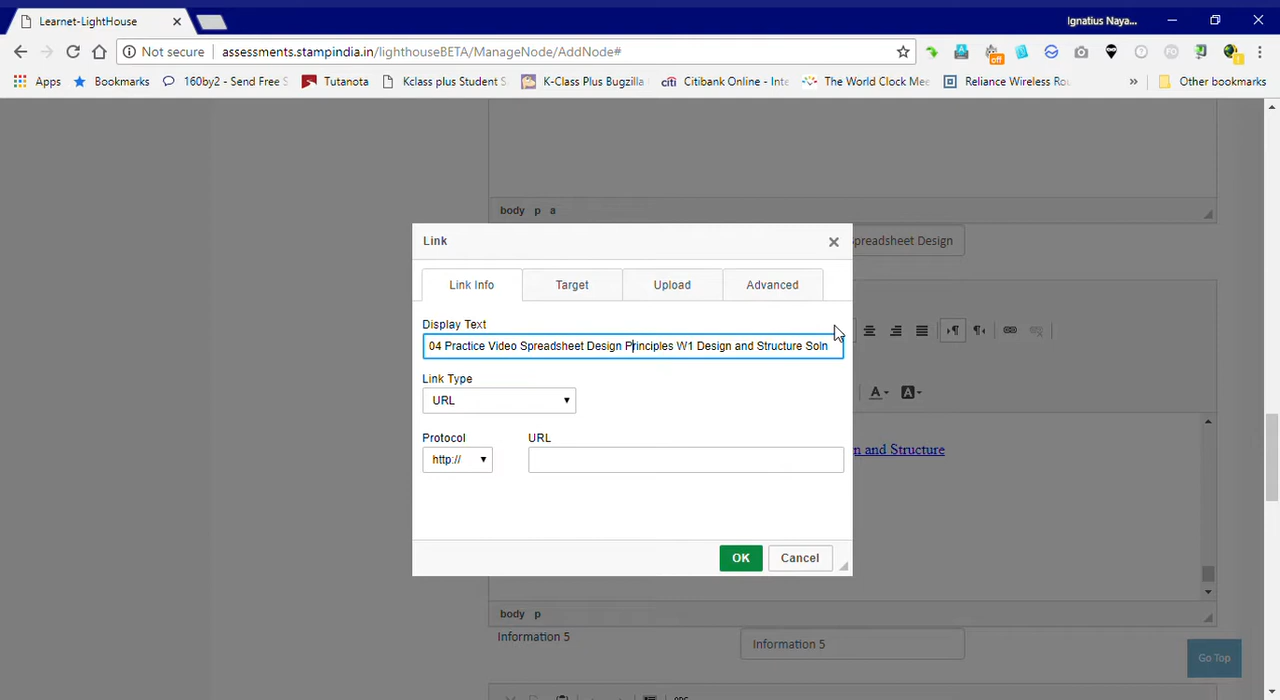 Learnet-LightHouse
Ignatius Naya...
Not secure
assessments.stampindia.in/lighthouseBETA/ManageNode/AddNode#
off
Apps
Bookmarks
160by2 - Send Free S
Tutanota
Kclass plus Student S
K-Class Plus Bugzilla
citi
Citibank Online - Inte
The World Clock Mee
Reliance Wireless Rou
»
Other bookmarks
body p a
Link
preadsheet Design
Link Info
Target
Upload
Advanced
Display Text
04 Practice Video Spreadsheet Design Principles W1 Design and Structure Soln
Link Type
URL
Protocol
URL
http://
n and Structure
OK
Cancel
body p
Information 5
Information 5
Go Top